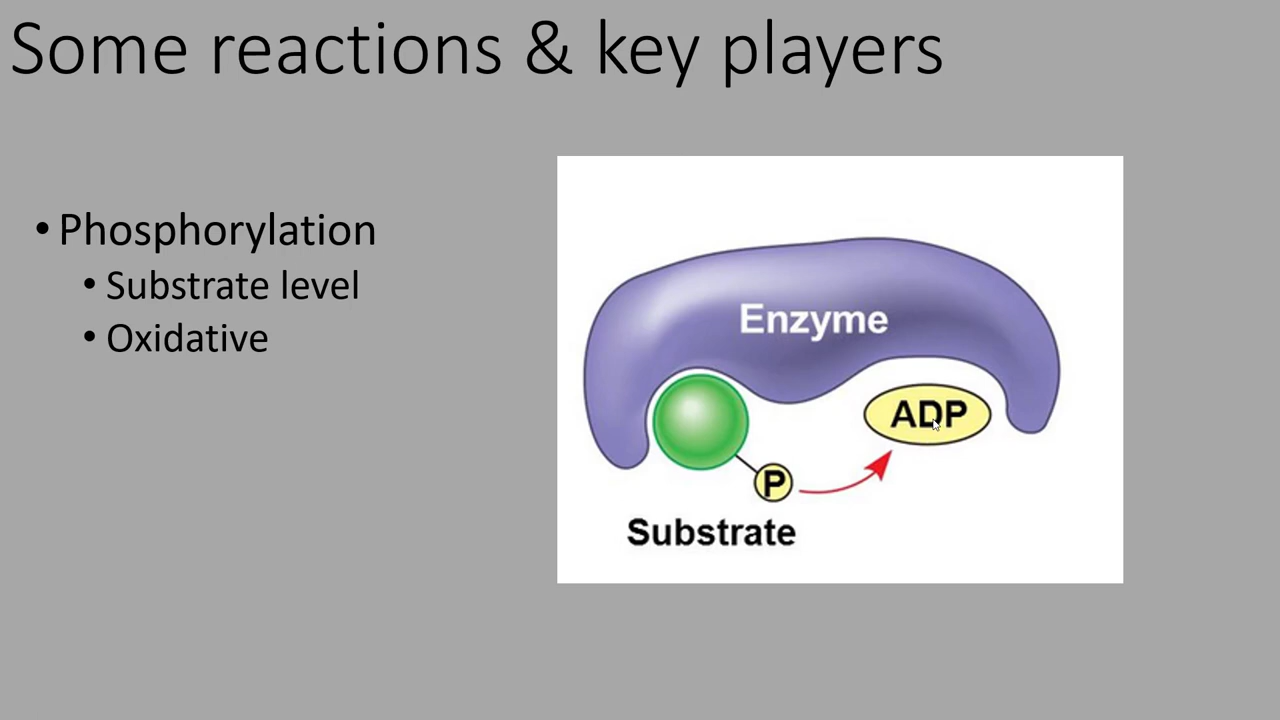 Some reactions & key players
• Phosphorylation
• Substrate level
• Oxidative
Enzyme
ADP
P
Substrate